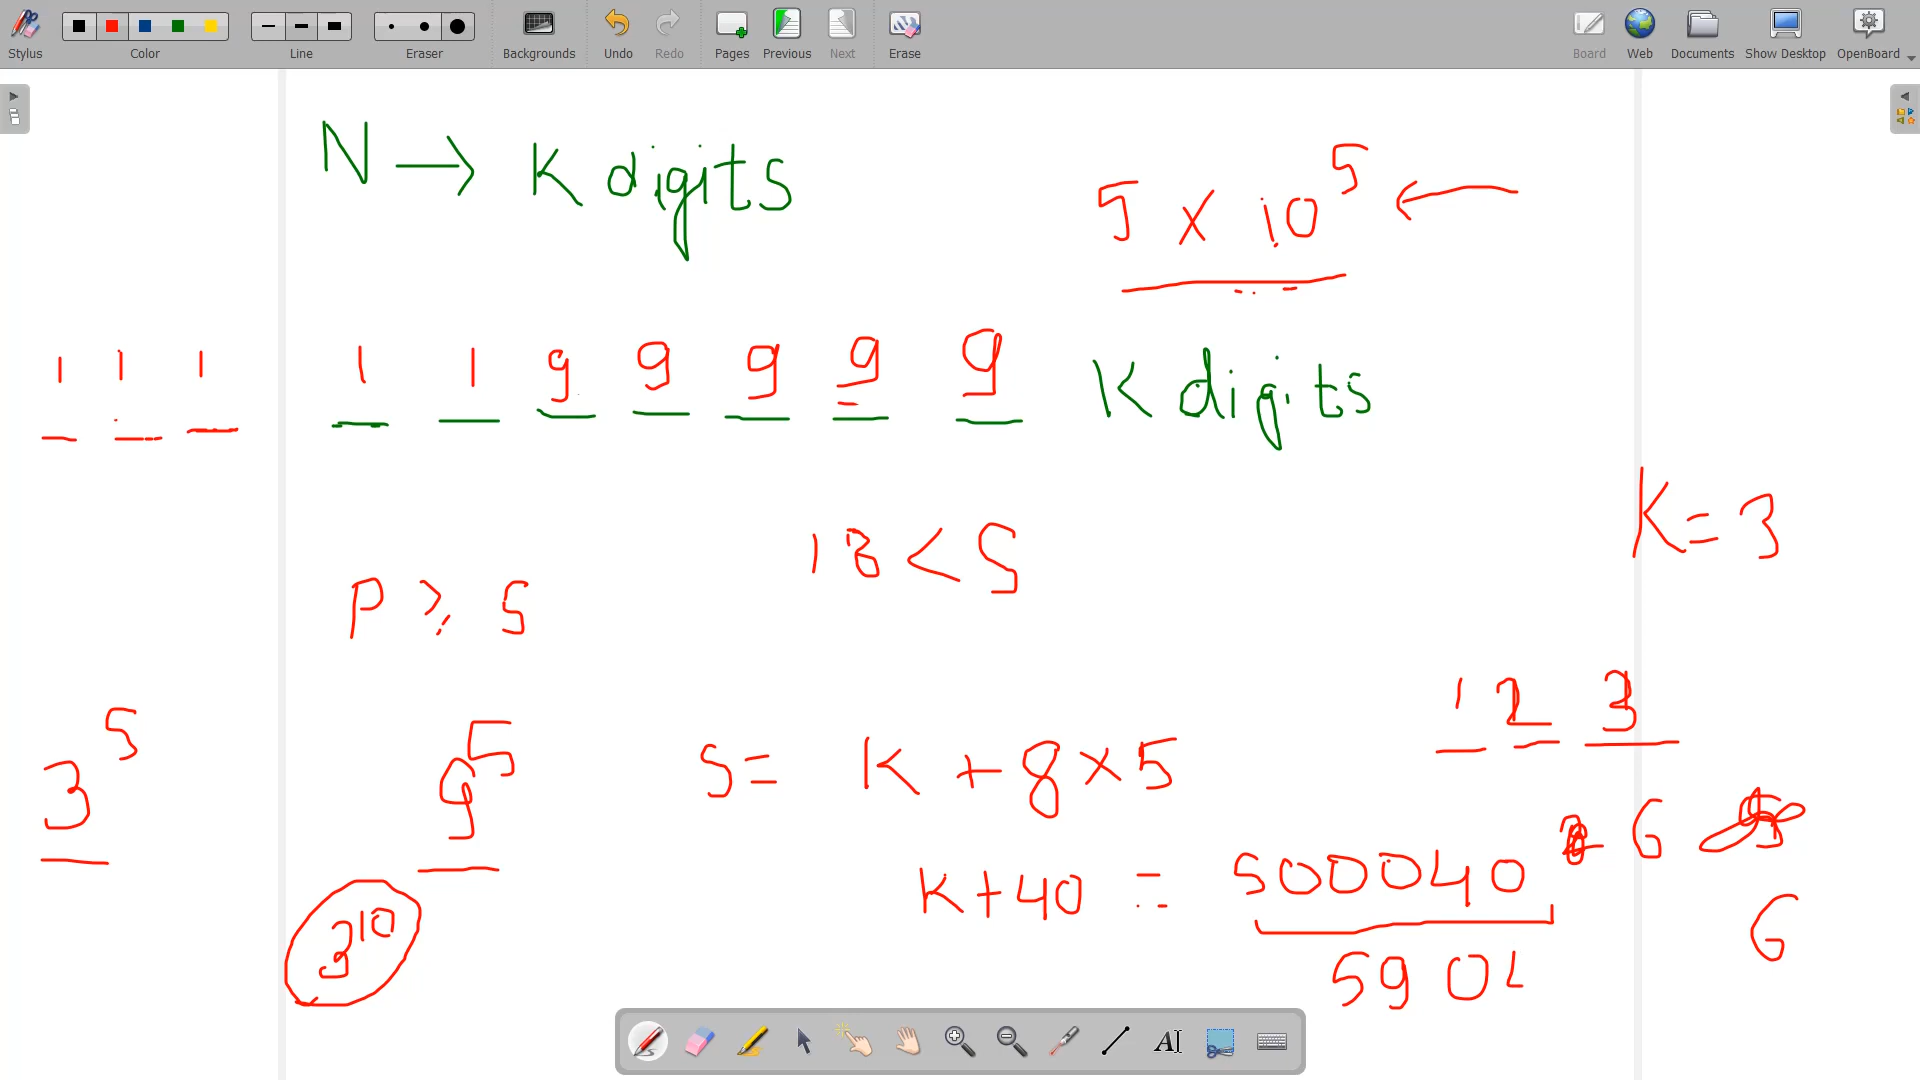 Stylus Color Line Eraser Backgrounds Undo Redo Pages Previous Next Erase Board Web Documents Show Desktop OpenBoard
N → K digits
5 × 10^5 ←
1 1 1 1 1 9 9 9 9 9 K digits
K = 3
18 < S
P ≥ S
1 2 3
3^5
9^5
S = K + 8 × 5
6
K + 40 = 500040
6
3^10
5904